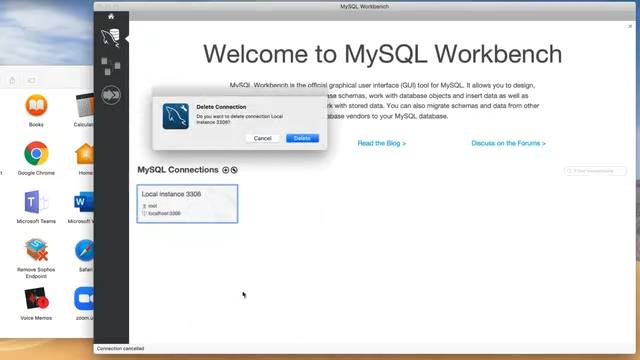 MySQL Workbench
Welcome to MySQL Workbench
MySQL Workbench is the official graphical user interface (GUI) tool for MySQL. It allows you to design,
base schemas, work with database objects and insert data as well as
rk with stored data. You can also migrate schemas and data from other
base vendors to your MySQL database.
Delete Connection
Do you want to delete connection Local
instance 3306?
Cancel
Delete
Read the Blog >
Discuss on the Forums >
MySQL Connections
Local instance 3306
root
localhost:3306
Filter connections
Books
Calculat
Google Chrome
Home
Microsoft Teams
Microsoft W
Remove Sophos
Endpoint
Safari
Voice Memos
zoom.u
Connection cancelled